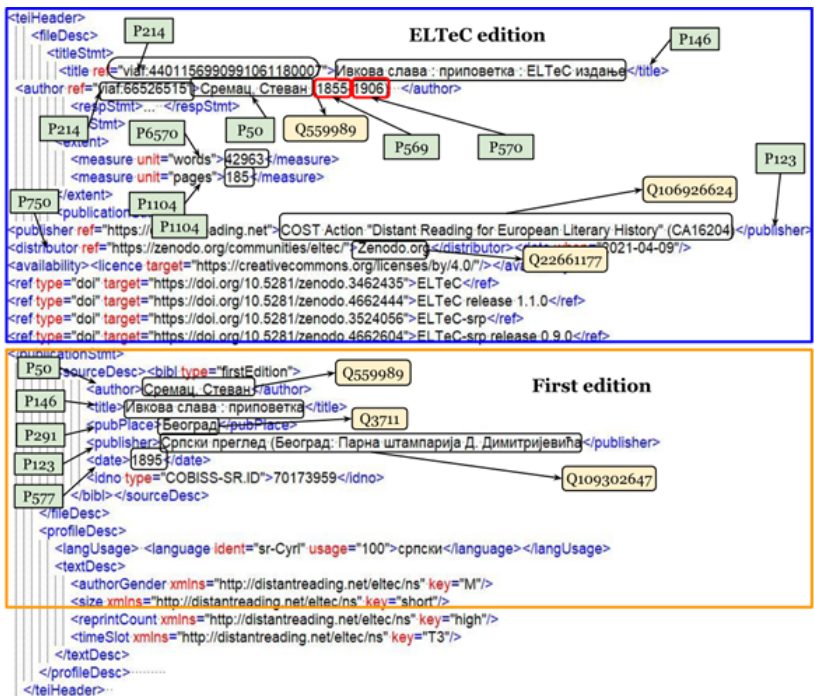 <teiHeader>
ELTeC edition
P214
P146
<fileDesc>
<titleStmt>
<title ref="viaf:4401156990991061180007">Ивкова слава : приповетка : ELTeC издање</title>
<author ref="viaf:66526515">Сремац, Стеван 1855-1906 </author>
<respStmt>... </respStmt>
P214 Stmt> P6570 P50 Q559989 P569 P570
<extent>
<measure unit="words">42963</measure>
<measure unit="pages">185</measure>
P123
</extent>
P750 P1104 Q106926624
<publication
P1104
<publisher ref="https:// ading.net">COST Action "Distant Reading for European Literary History" (CA16204)</publisher>
<distributor ref="https://zenodo.org/communities/eltec/">Zenodo.org</distributor> 2021-04-09"/>
<availability><licence target="https://creativecommons.org/licenses/by/4.0/"/></av
Q22661177
<ref type="doi" target="https://doi.org/10.5281/zenodo.3462435">ELTeC</ref>
<ref type="doi" target="https://doi.org/10.5281/zenodo.4662444">ELTeC release 1.1.0</ref>
<ref type="doi" target="https://doi.org/10.5281/zenodo.3524056">ELTeC-srp</ref>
<ref type="doi" target="https://doi.org/10.5281/zenodo.4662604">ELTeC-srp release 0.9.0</ref>
</publicationStmt>
P50 sourceDesc><bibl type="firstEdition"> Q559989
First edition
<author>Сремац, Стеван</author>
P146 <title>Ивкова слава : приповетка</title>
P291 <pubPlace>Београд</pubPlace> Q3711
<publisher>Српски преглед (Београд: Парна штампарија Д. Димитријевића</publisher>
P123 <date>1895</date>
<idno type="COBISS-SR.ID">70173959</idno> Q109302647
P577 </bibl></sourceDesc>
</fileDesc>
<profileDesc>
<langUsage> <language ident="sr-Cyrl" usage="100">српски</language></langUsage>
<textDesc>
<authorGender xmlns="http://distantreading.net/eltec/ns" key="M"/>
<size xmlns="http://distantreading.net/eltec/ns" key="short"/>
<reprintCount xmlns="http://distantreading.net/eltec/ns" key="high"/>
<timeSlot xmlns="http://distantreading.net/eltec/ns" key="T3"/>
</textDesc>
</profileDesc>
</teiHeader>